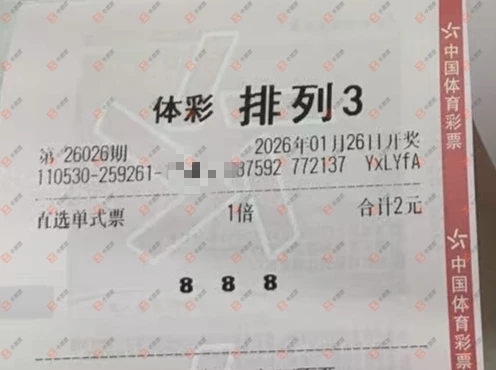 体彩 排列3
第 26026期 2026年01月26日开奖
110530-259261- 87592 772137 YxLYfA
直选单式票 1倍 合计2元
8 8 8
中国体育彩票
中国体育彩票